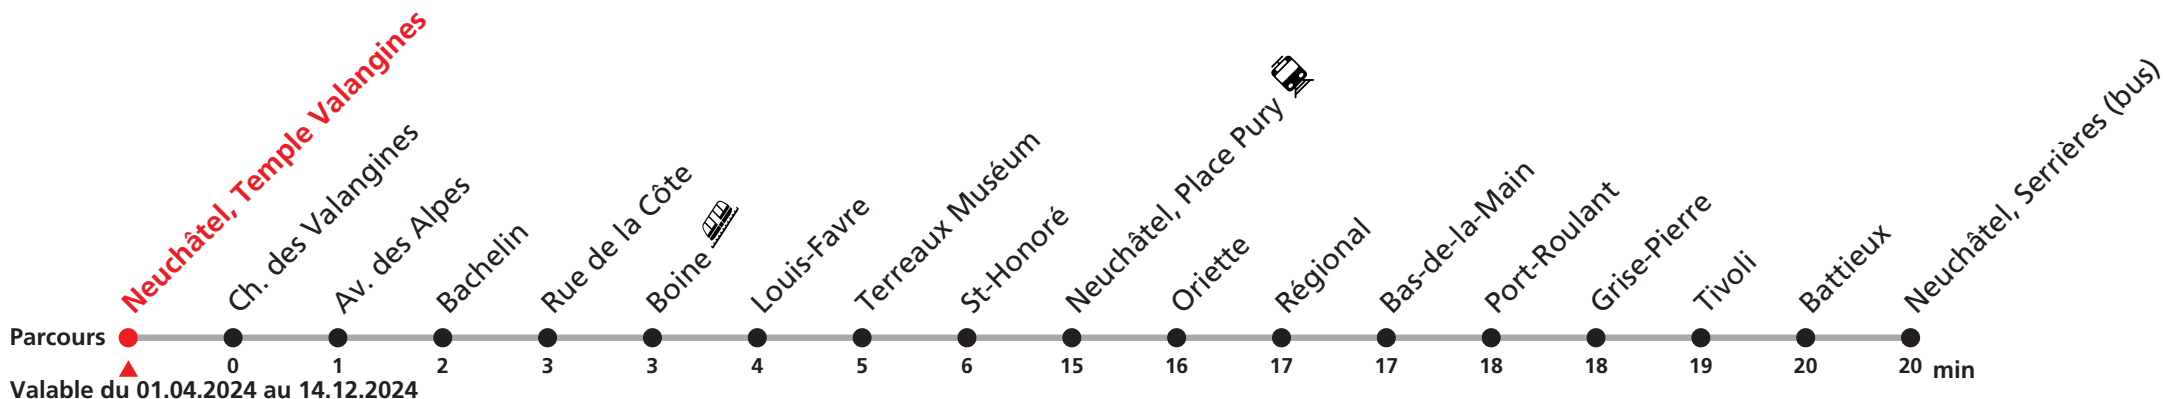 Neuchâtel, Temple Valangines
Ch. des Valangines
Av. des Alpes
Bachelin
Rue de la Côte
Boine
Louis-Favre
Terreaux Muséum
St-Honoré
Neuchâtel, Place Pury
Oriette
Régional
Bas-de-la-Main
Port-Roulant
Grise-Pierre
Tivoli
Battieux
Neuchâtel, Serrières (bus)
Parcours
0 1 2 3 3 4 5 6 15 16 17 17 18 18 19 20 20 min
Valable du 01.04.2024 au 14.12.2024